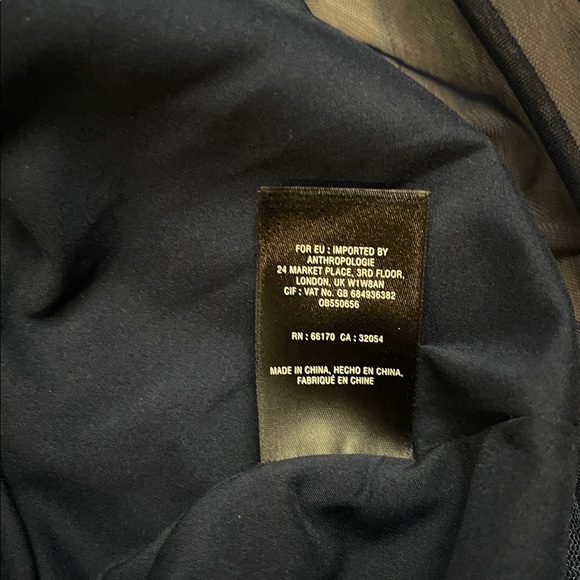 FOR EU : IMPORTED BY
ANTHROPOLOGIE
24 MARKET PLACE, 3RD FLOOR,
LONDON, UK W1W8AN
CIF : VAT No. GB 684936382
OB550656
RN : 66170 CA : 32054
MADE IN CHINA, HECHO EN CHINA,
FABRIQUÉ EN CHINE